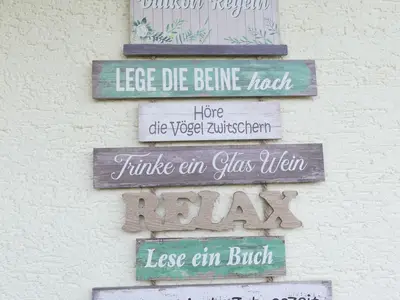 Balkon Regeln
LEGE DIE BEINE hoch
Höre
die Vögel zwitschern
Trinke ein Glas Wein
RELAX
Lese ein Buch